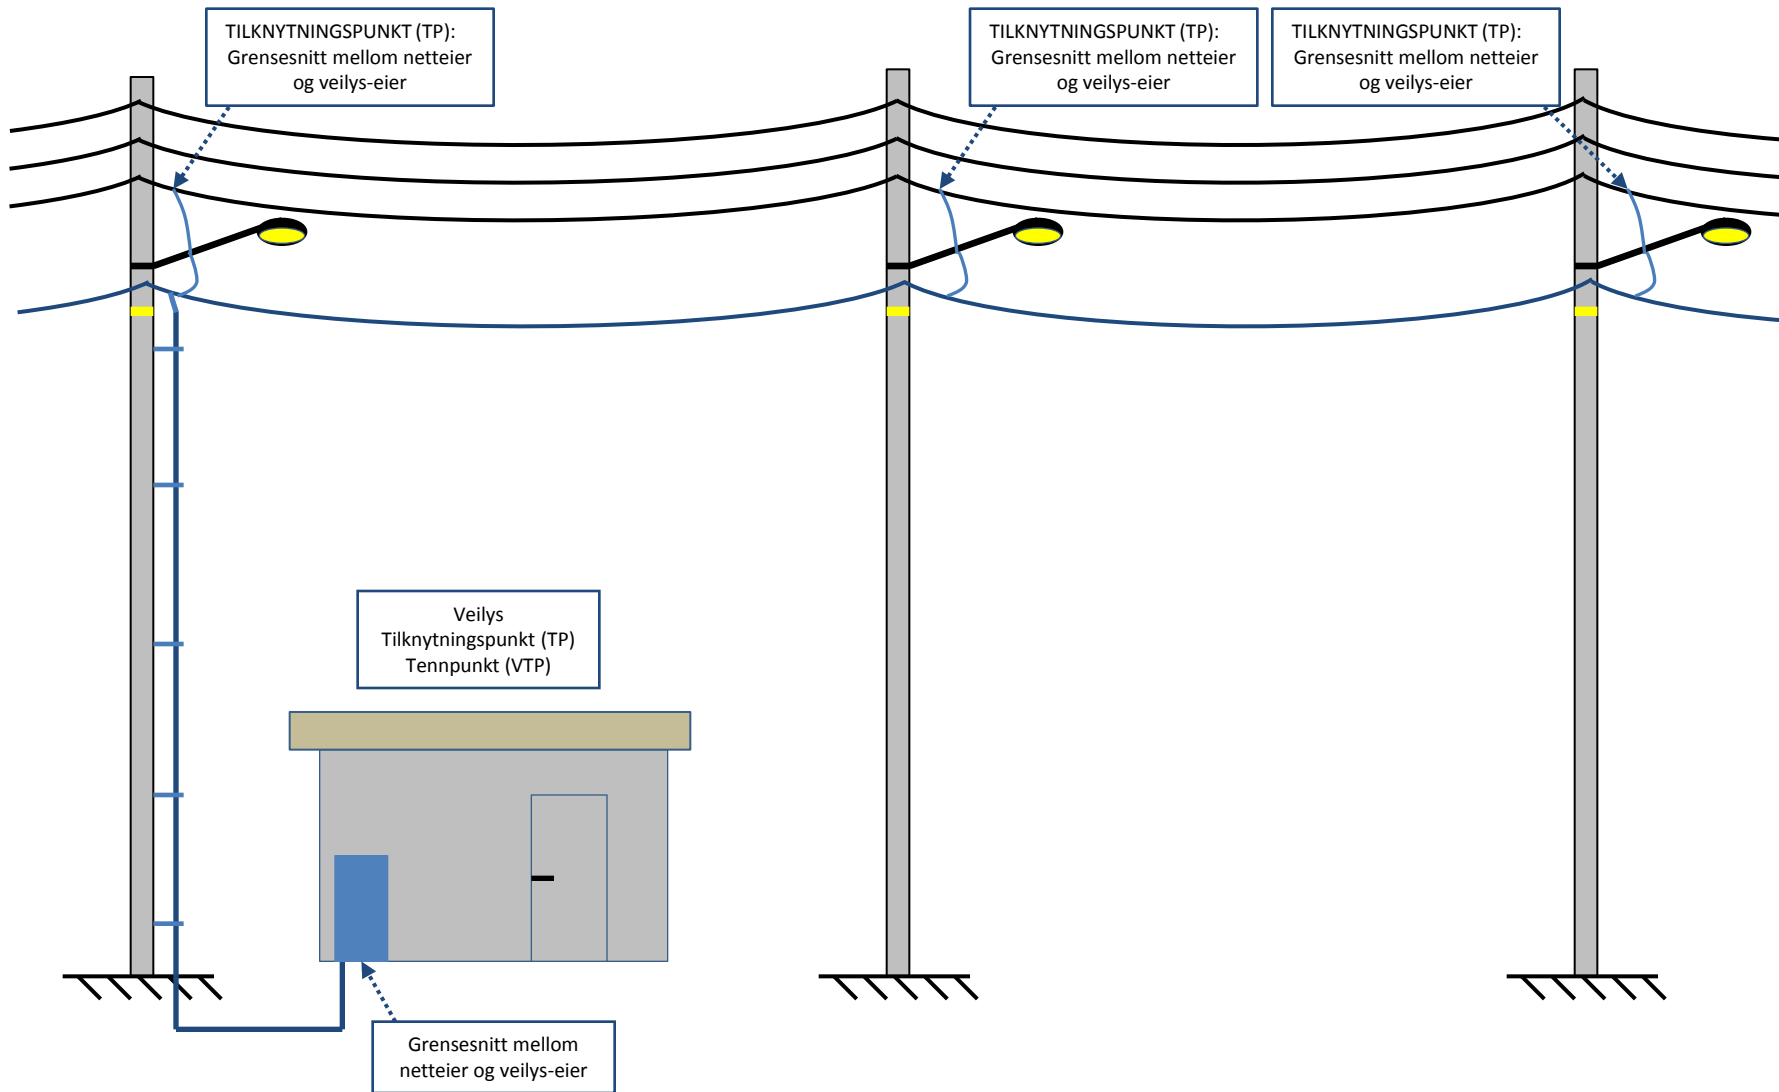 TILKNYTNINGSPUNKT (TP):
Grensesnitt mellom netteier
og veilys-eier
TILKNYTNINGSPUNKT (TP):
Grensesnitt mellom netteier
og veilys-eier
TILKNYTNINGSPUNKT (TP):
Grensesnitt mellom netteier
og veilys-eier
Veilys
Tilknytningspunkt (TP)
Tennpunkt (VTP)
Grensesnitt mellom
netteier og veilys-eier